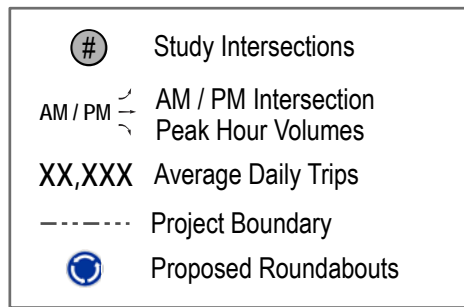 # Study Intersections
AM / PM AM / PM Intersection
Peak Hour Volumes
XX,XXX Average Daily Trips
Project Boundary
Proposed Roundabouts